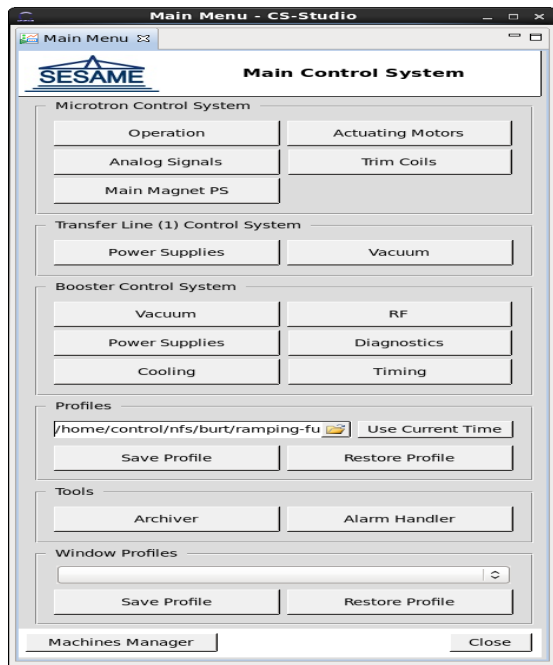 Main Menu - CS-Studio
Main Menu
SESAME
Main Control System
Microtron Control System
Operation
Actuating Motors
Analog Signals
Trim Coils
Main Magnet PS
Transfer Line (1) Control System
Power Supplies
Vacuum
Booster Control System
Vacuum
RF
Power Supplies
Diagnostics
Cooling
Timing
Profiles
/home/control/nfs/burt/ramping-fu
Use Current Time
Save Profile
Restore Profile
Tools
Archiver
Alarm Handler
Window Profiles
Save Profile
Restore Profile
Machines Manager
Close